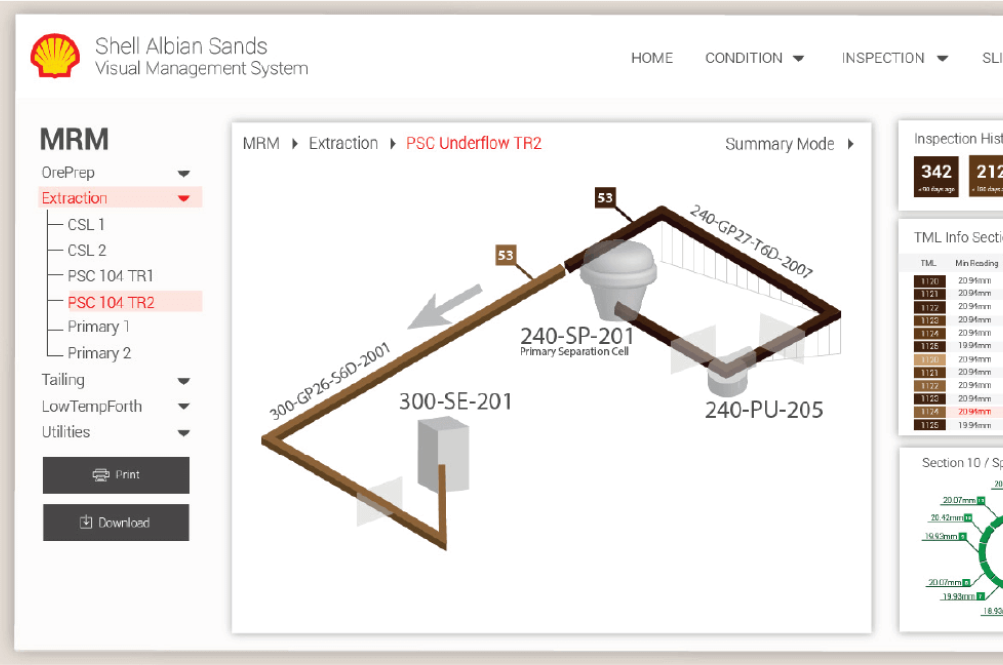 Shell Albian Sands
Visual Management System
HOME CONDITION INSPECTION SLI
MRM
OrePrep
Extraction
CSL 1
CSL 2
PSC 104 TR1
PSC 104 TR2
Primary 1
Primary 2
Tailing
LowTempForth
Utilities
Print
Download
MRM Extraction PSC Underflow TR2
Summary Mode
53
240-GP27-T6D-2007
53
240-SP-201
Primary Separation Cell
300-GP26-S6D-2001
300-SE-201
240-PU-205
Inspection Hist
342 212
TML Info Secti
TML Min Reading
1120 20.94mm
1121 20.94mm
1122 20.94mm
1123 20.94mm
1124 20.94mm
1125 19.94mm
1120 20.94mm
1121 20.94mm
1122 20.94mm
1123 20.94mm
1124 20.94mm
1125 19.94mm
Section 10 / Sp
20
20.07mm
20.42mm
19.93mm
20.07mm
19.93mm
18.93